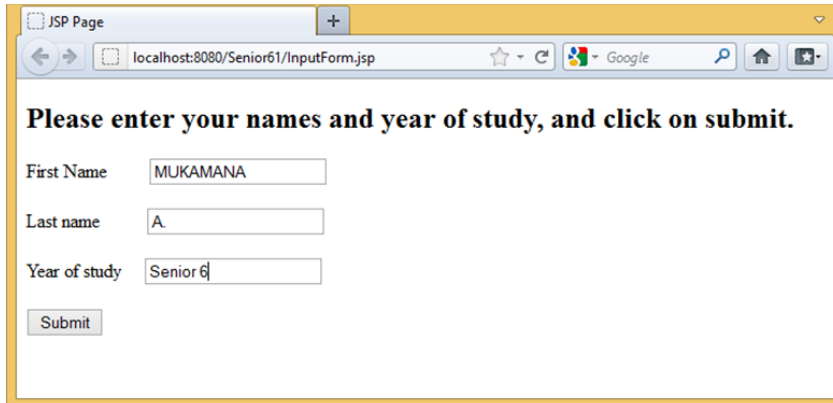 JSP Page
localhost:8080/Senior61/InputForm.jsp Google
Please enter your names and year of study, and click on submit.
First Name MUKAMANA
Last name A.
Year of study Senior 6
Submit